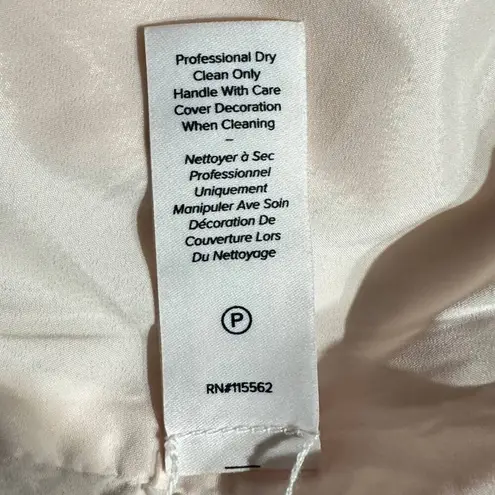 Professional Dry
Clean Only
Handle With Care
Cover Decoration
When Cleaning
–
Nettoyer à Sec
Professionnel
Uniquement
Manipuler Ave Soin
Décoration De
Couverture Lors
Du Nettoyage
P
RN#115562